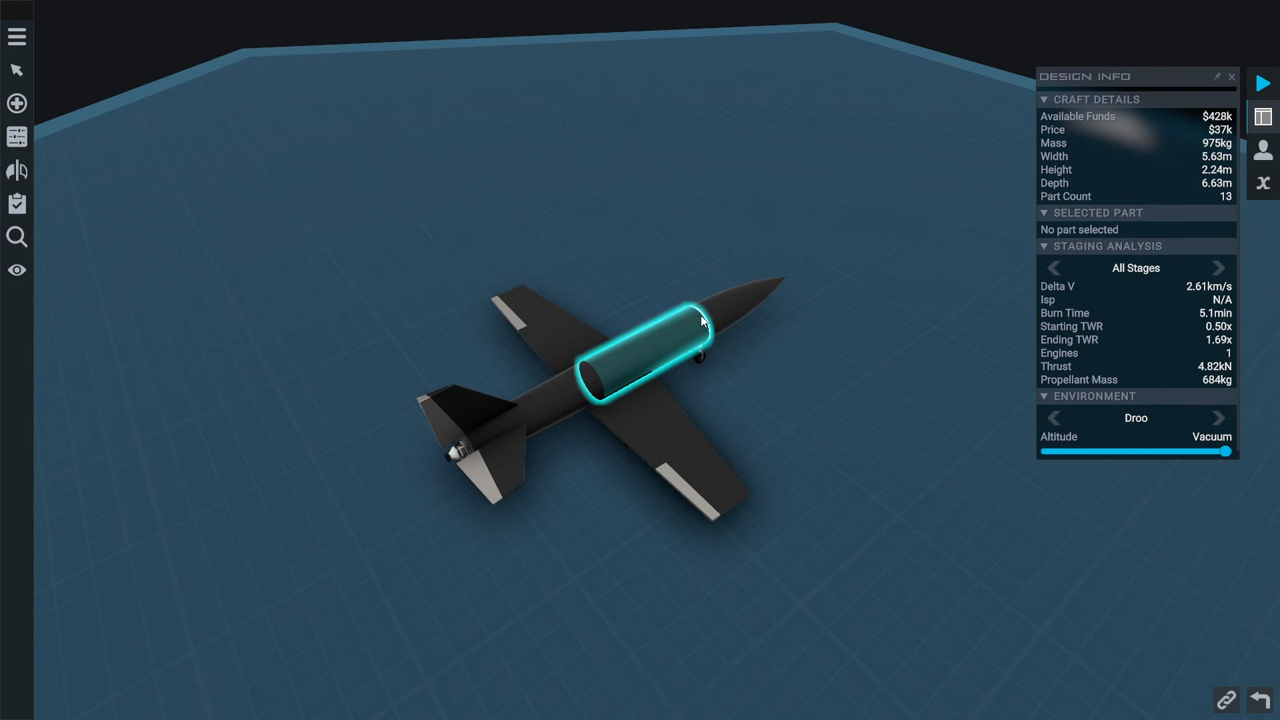 DESIGN INFO
CRAFT DETAILS
Available Funds $428k
Price $37k
Mass 975kg
Width 5.63m
Height 2.24m
Depth 6.63m
Part Count 13
SELECTED PART
No part selected
STAGING ANALYSIS
All Stages
Delta V 2.61km/s
Isp N/A
Burn Time 5.1min
Starting TWR 0.50x
Ending TWR 1.69x
Engines 1
Thrust 4.82kN
Propellant Mass 684kg
ENVIRONMENT
Droo
Altitude Vacuum
x